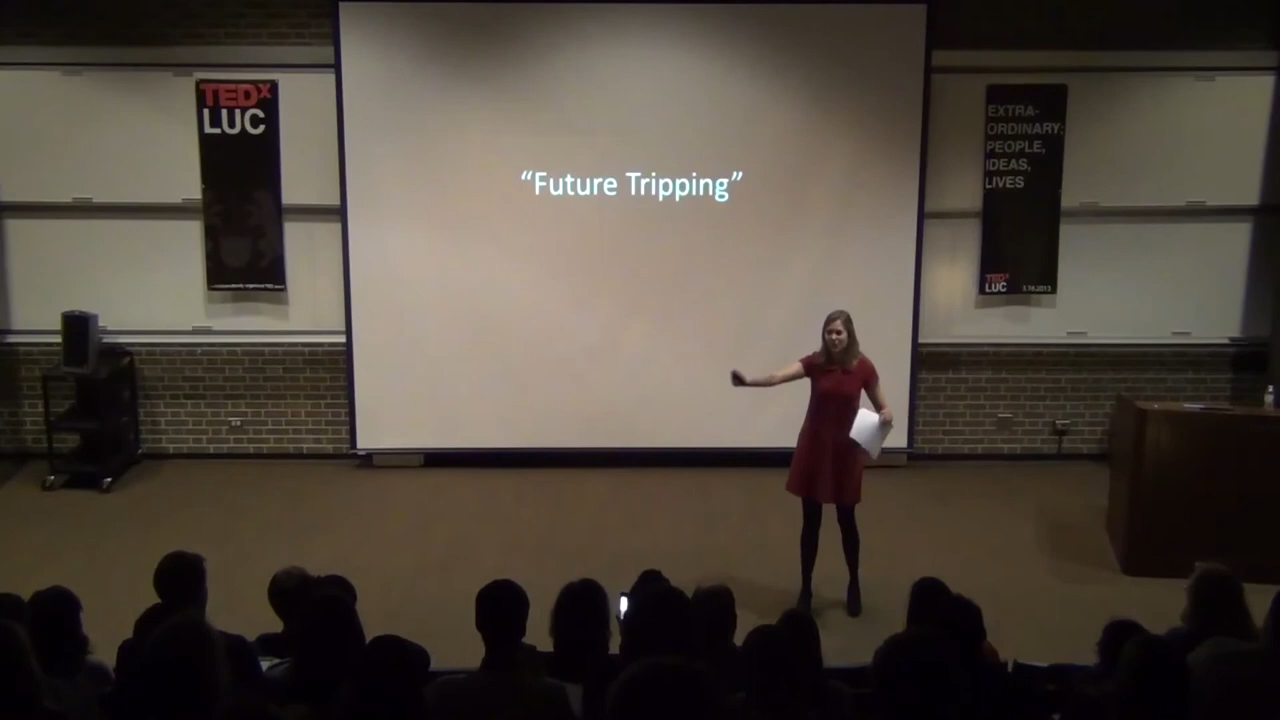 TEDx
LUC
“Future Tripping”
EXTRA-
ORDINARY:
PEOPLE,
IDEAS,
LIVES
TEDx
LUC